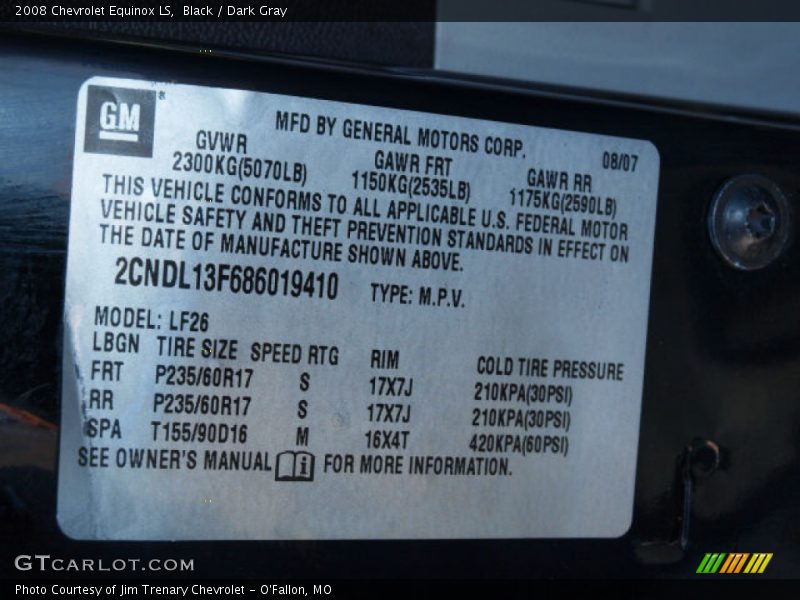 2008 Chevrolet Equinox LS,  Black / Dark Gray
GM®
MFD BY GENERAL MOTORS CORP. 08/07
GVWR GAWR FRT GAWR RR
2300KG(5070LB) 1150KG(2535LB) 1175KG(2590LB)
THIS VEHICLE CONFORMS TO ALL APPLICABLE U.S. FEDERAL MOTOR
VEHICLE SAFETY AND THEFT PREVENTION STANDARDS IN EFFECT ON
THE DATE OF MANUFACTURE SHOWN ABOVE.
2CNDL13F686019410 TYPE: M.P.V.
MODEL: LF26
LBGN TIRE SIZE SPEED RTG RIM COLD TIRE PRESSURE
FRT P235/60R17 S 17X7J 210KPA(30PSI)
RR P235/60R17 S 17X7J 210KPA(30PSI)
SPA T155/90D16 M 16X4T 420KPA(60PSI)
SEE OWNER'S MANUAL i FOR MORE INFORMATION.
GTCARLOT.COM
Photo Courtesy of Jim Trenary Chevrolet - O'Fallon, MO